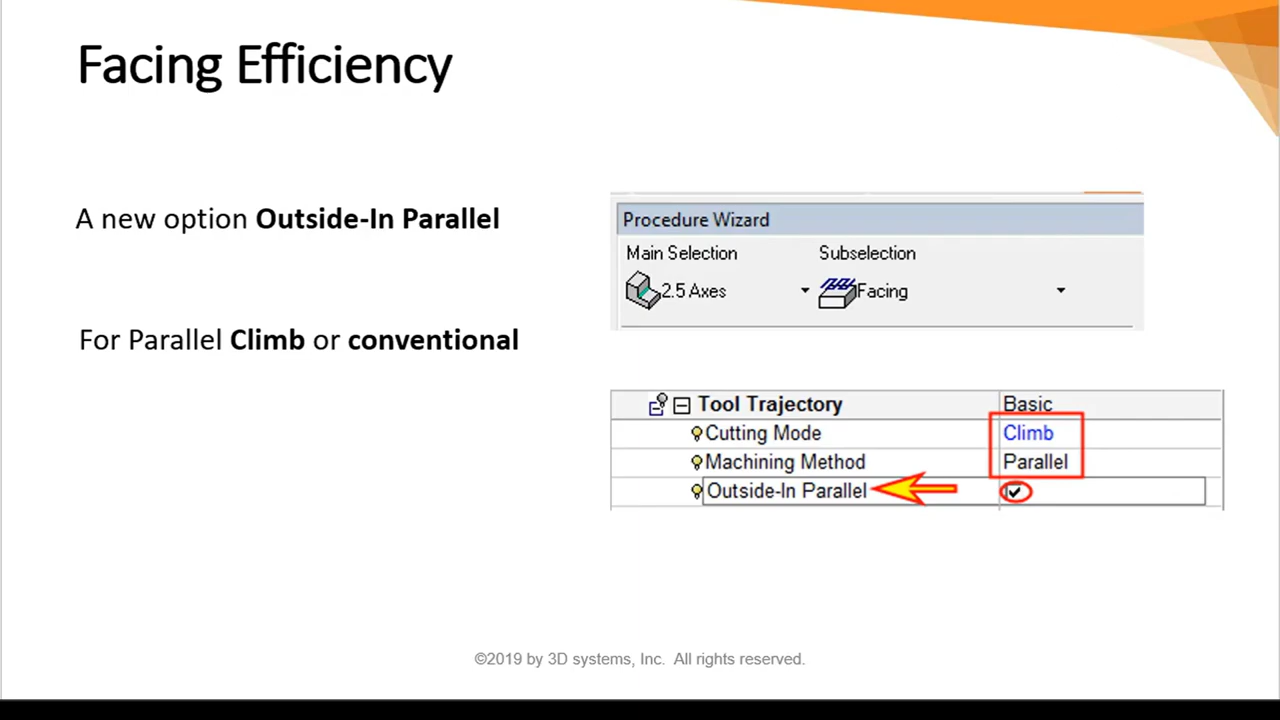 Facing Efficiency
A new option Outside-In Parallel
For Parallel Climb or conventional
Procedure Wizard
Main Selection Subselection
2.5 Axes Facing
Tool Trajectory Basic
Cutting Mode Climb
Machining Method Parallel
Outside-In Parallel
©2019 by 3D systems, Inc. All rights reserved.